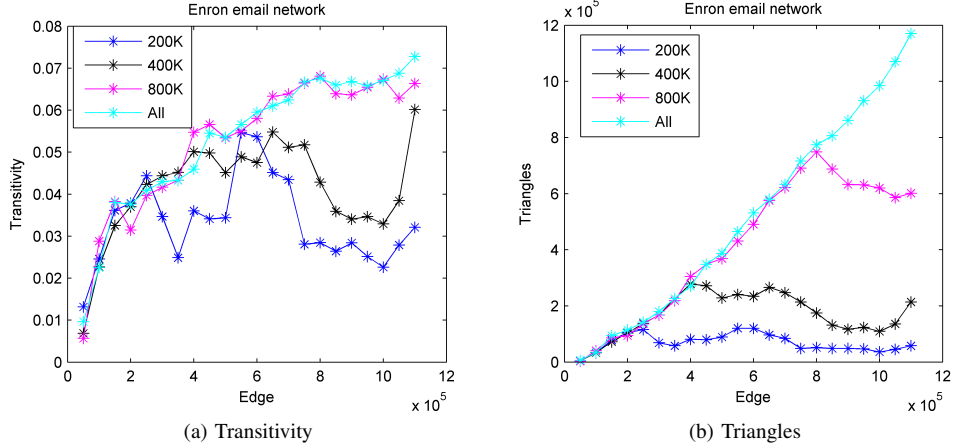 Enron email network
0.08
0.07
0.06
0.05
0.04
0.03
0.02
0.01
0
Transitivity
200K
400K
800K
All
0 2 4 6 8 10 12
x 10^5
Edge
(a) Transitivity
Enron email network
x 10^5
12
10
8
6
4
2
0
Triangles
200K
400K
800K
All
0 2 4 6 8 10 12
x 10^5
Edge
(b) Triangles